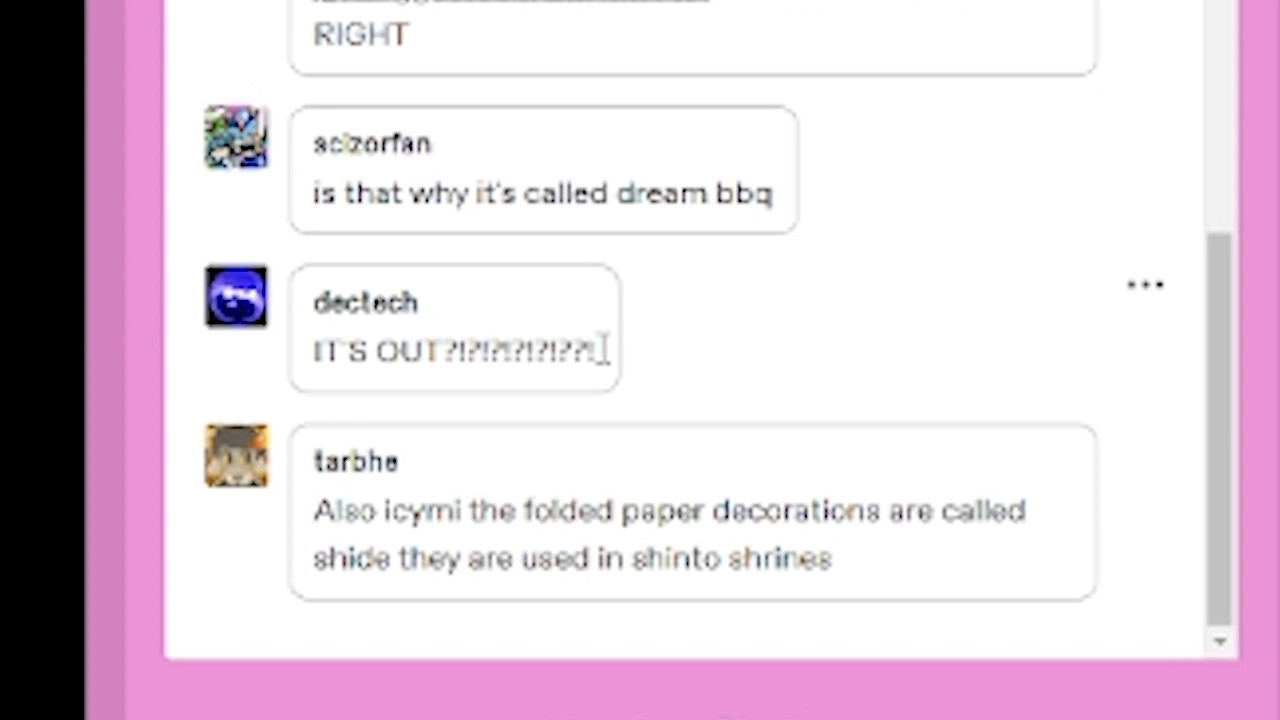 RIGHT
scizorfan
is that why it's called dream bbq
dectech
IT'S OUT?!?!?!?!?!?!??!
tarbhe
Also icymi the folded paper decorations are called
shide they are used in shinto shrines